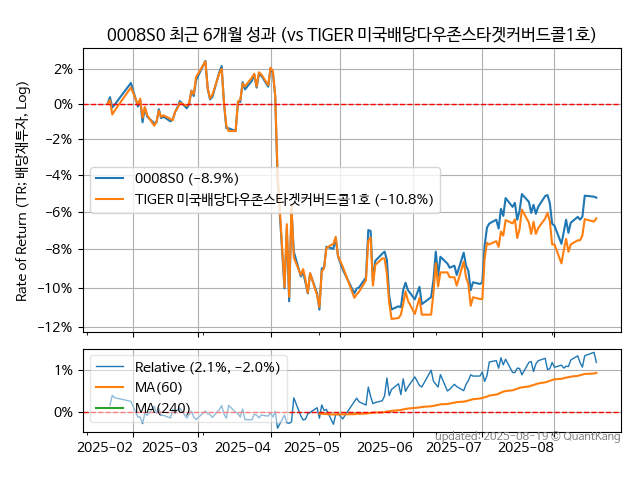 0008S0 최근 6개월 성과 (vs TIGER 미국배당다우존스타겟커버드콜1호)
Rate of Return (TR: 배당재투자, Log)
2%
0%
−2%
−4%
−6%
−8%
−10%
−12%
0008S0 (−8.9%)
TIGER 미국배당다우존스타겟커버드콜1호 (−10.8%)
1%
0%
Relative (2.1%, −2.0%)
MA(60)
MA(240)
updated: 2025-08-19 © QuantKang
2025-02 2025-03 2025-04 2025-05 2025-06 2025-07 2025-08